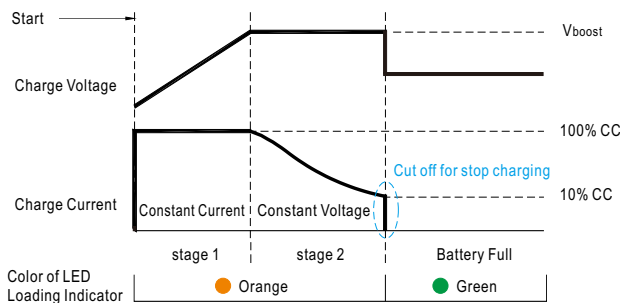 Start
Vboost
Charge Voltage
100% CC
Cut off for stop charging
10% CC
Charge Current
Constant Current
Constant Voltage
stage 1
stage 2
Battery Full
Color of LED
Loading Indicator
Orange
Green